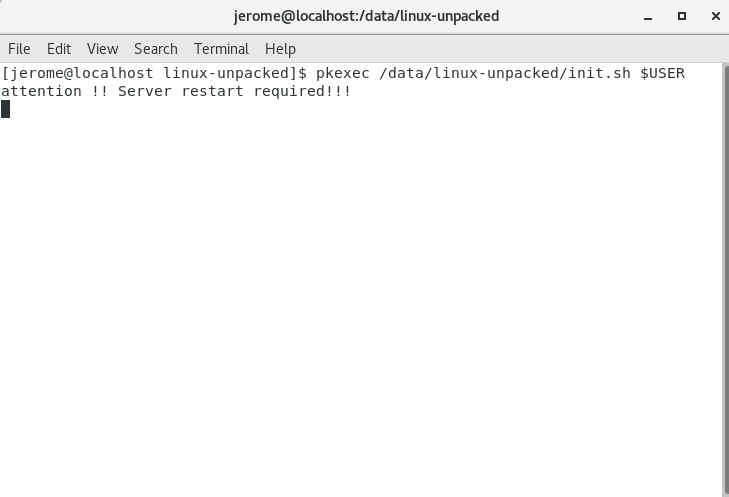 jerome@localhost:/data/linux-unpacked
File Edit View Search Terminal Help
[jerome@localhost linux-unpacked]$ pkexec /data/linux-unpacked/init.sh $USER
attention !! Server restart required!!!